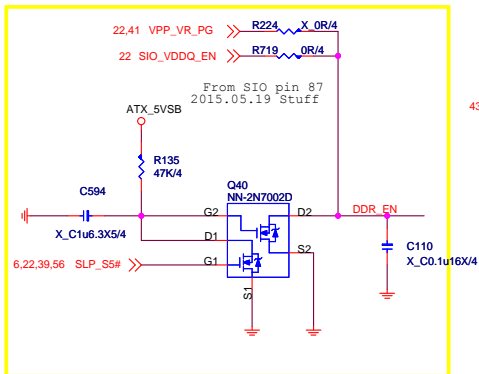 22,41 VPP_VR_PG
R224
X_0R/4
22 SIO_VDDQ_EN
R719
0R/4
From SIO pin 87
2015.05.19 Stuff
ATX_5VSB
43
R135
47K/4
C594
X_C1u6.3X5/4
Q40
NN-2N7002D
G2
D2
DDR_EN
D1
S2
C110
X_C0.1u16X/4
6,22,39,56 SLP_S5#
G1
S1